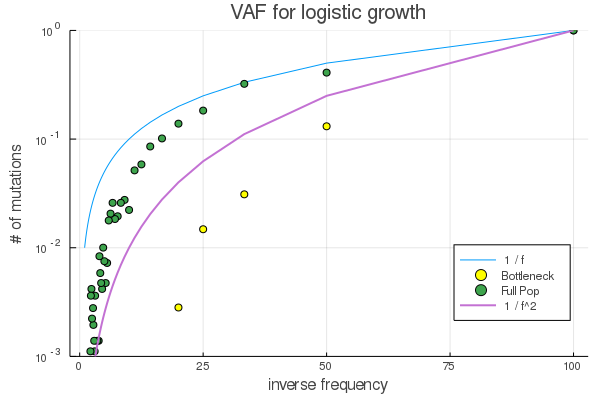 VAF for logistic growth
# of mutations
10^0
10^-1
10^-2
10^-3
0
25
50
75
100
inverse frequency
1 / f
Bottleneck
Full Pop
1 / f^2